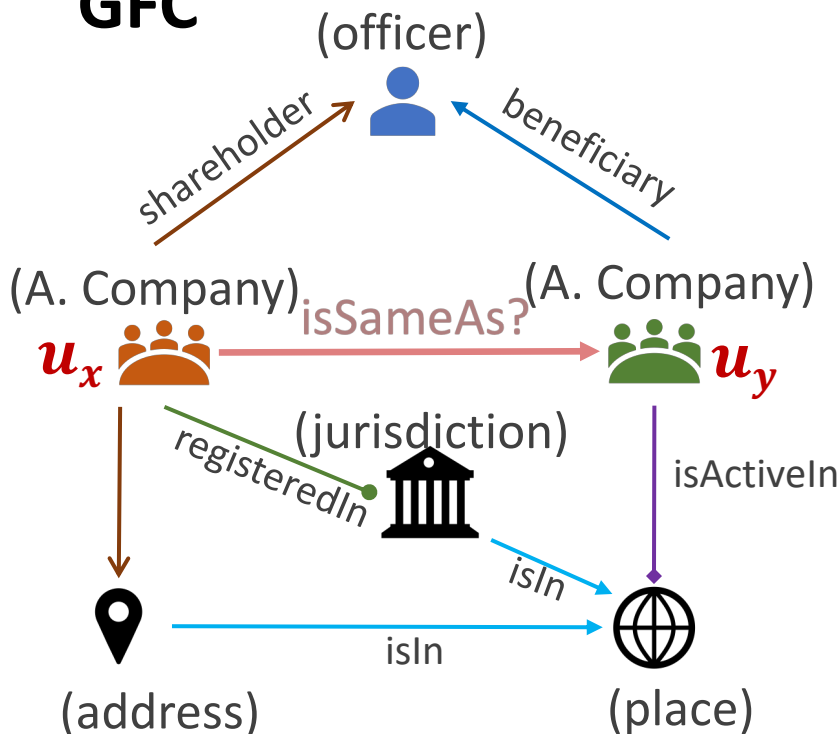 GFC
(officer)
shareholder
beneficiary
(A. Company)
(A. Company)
isSameAs?
u_x
u_y
(jurisdiction)
registeredIn
isActiveIn
isIn
isIn
(address)
(place)